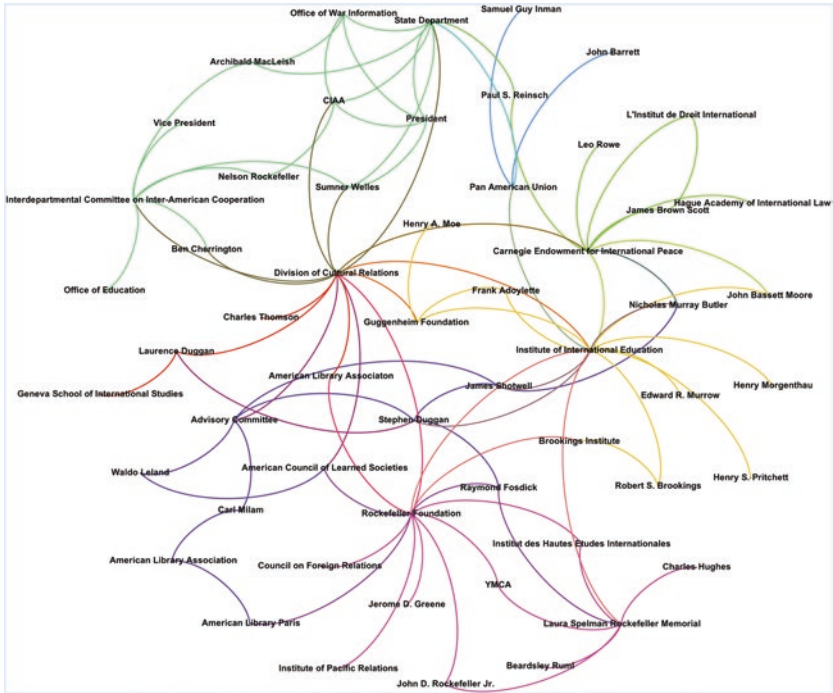 Samuel Guy Inman
Office of War Information
State Department
John Barrett
Archibald MacLeish
Paul S. Reinsch
CIAA
L'Institut de Droit International
President
Vice President
Leo Rowe
Nelson Rockefeller
Sumner Welles
Pan American Union
Interdepartmental Committee on Inter-American Cooperation
Hague Academy of International Law
James Brown Scott
Henry A. Moe
Ben Cherrington
Carnegie Endowment for International Peace
Division of Cultural Relations
Office of Education
Frank Adoylette
John Bassett Moore
Nicholas Murray Butler
Charles Thomson
Guggenheim Foundation
Laurence Duggan
Institute of International Education
American Library Associaton
James Shotwell
Henry Morgenthau
Geneva School of International Studies
Edward R. Murrow
Advisory Committee
Stephen Duggan
Brookings Institute
Waldo Leland
American Council of Learned Societies
Henry S. Pritchett
Raymond Fosdick
Robert S. Brookings
Carl Milam
Rockefeller Foundation
Institut des Hautes Etudes Internationales
American Library Association
Council on Foreign Relations
Charles Hughes
YMCA
Jerome D. Greene
American Library Paris
Laura Spelman Rockefeller Memorial
Institute of Pacific Relations
Beardsley Ruml
John D. Rockefeller Jr.